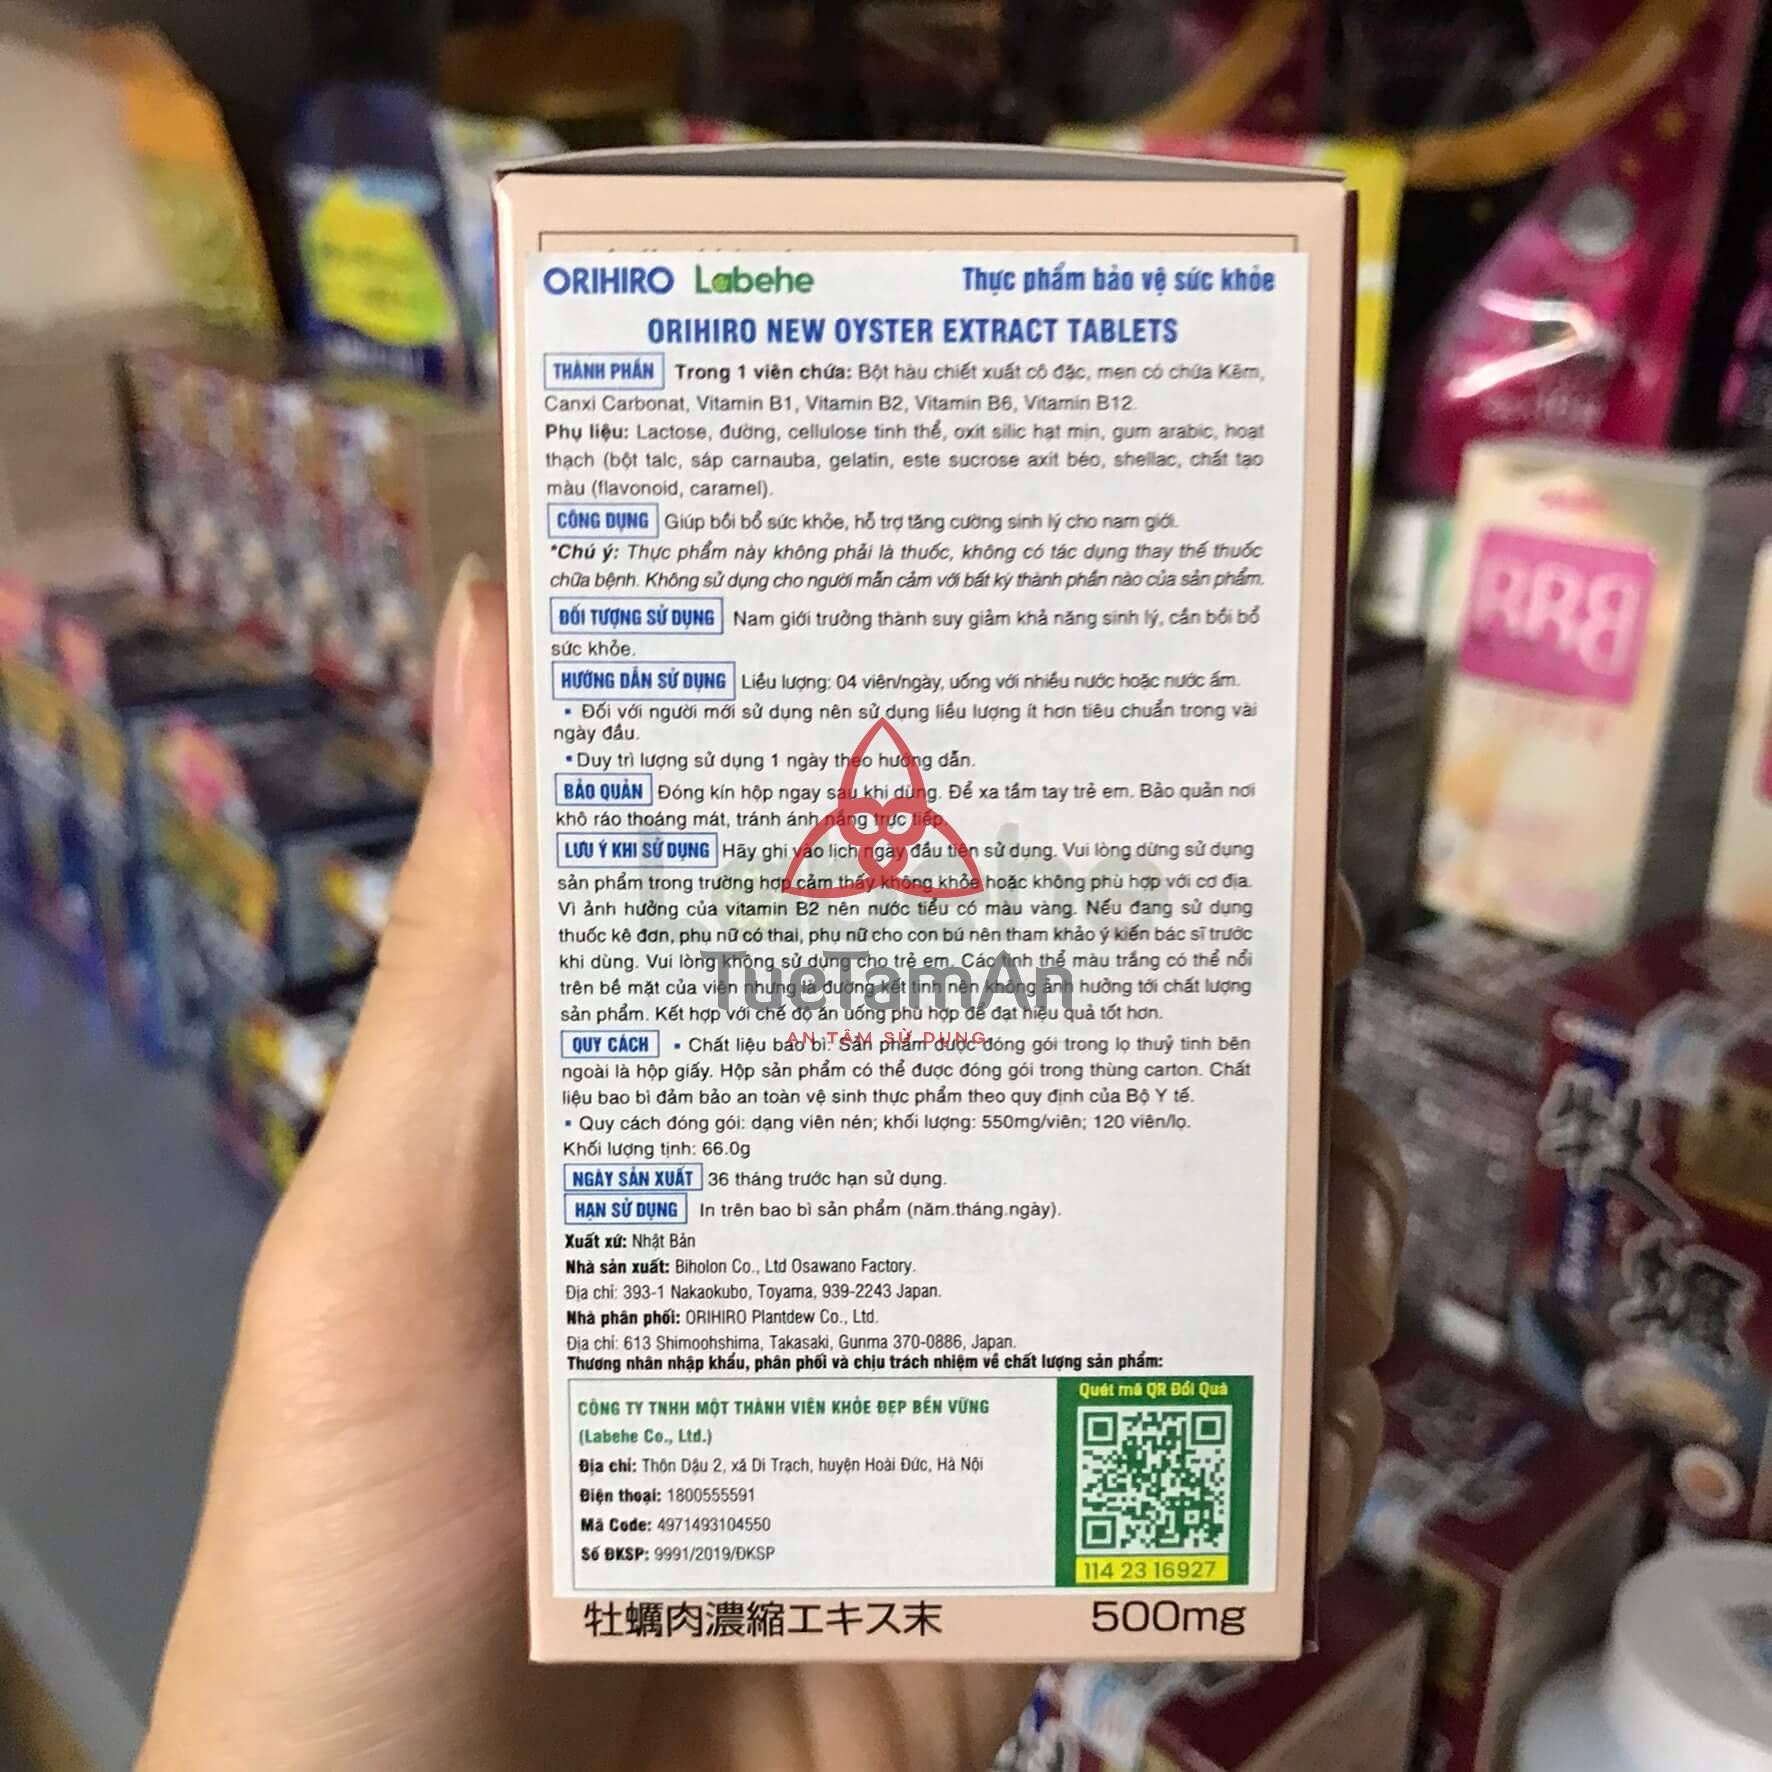 ORIHIRO Labehe Thực phẩm bảo vệ sức khỏe
ORIHIRO NEW OYSTER EXTRACT TABLETS
THÀNH PHẦN Trong 1 viên chứa: Bột hàu chiết xuất cô đặc, men có chứa Kẽm,
Canxi Carbonat, Vitamin B1, Vitamin B2, Vitamin B6, Vitamin B12.
Phụ liệu: Lactose, đường, cellulose tinh thể, oxit silic hạt mịn, gum arabic, hoạt
thạch (bột talc, sáp carnauba, gelatin, este sucrose axit béo, shellac, chất tạo
màu (flavonoid, caramel).
CÔNG DỤNG Giúp bồi bổ sức khỏe, hỗ trợ tăng cường sinh lý cho nam giới.
*Chú ý: Thực phẩm này không phải là thuốc, không có tác dụng thay thế thuốc
chữa bệnh. Không sử dụng cho người mẫn cảm với bất kỳ thành phần nào của sản phẩm.
ĐỐI TƯỢNG SỬ DỤNG Nam giới trưởng thành suy giảm khả năng sinh lý, cần bồi bổ
sức khỏe.
HƯỚNG DẪN SỬ DỤNG Liều lượng: 04 viên/ngày, uống với nhiều nước hoặc nước ấm.
▪ Đối với người mới sử dụng nên sử dụng liều lượng ít hơn tiêu chuẩn trong vài
ngày đầu.
▪ Duy trì lượng sử dụng 1 ngày theo hướng dẫn.
BẢO QUẢN Đóng kín hộp ngay sau khi dùng. Để xa tầm tay trẻ em. Bảo quản nơi
khô ráo thoáng mát, tránh ánh nắng trực tiếp.
LƯU Ý KHI SỬ DỤNG Hãy ghi vào lịch ngày đầu tiên sử dụng. Vui lòng dừng sử dụng
sản phẩm trong trường hợp cảm thấy không khỏe hoặc không phù hợp với cơ địa.
Vì ảnh hưởng của vitamin B2 nên nước tiểu có màu vàng. Nếu đang sử dụng
thuốc kê đơn, phụ nữ có thai, phụ nữ cho con bú nên tham khảo ý kiến bác sĩ trước
khi dùng. Vui lòng không sử dụng cho trẻ em. Các tinh thể màu trắng có thể nổi
trên bề mặt của viên nhưng là đường kết tinh nên không ảnh hưởng tới chất lượng
sản phẩm. Kết hợp với chế độ ăn uống phù hợp để đạt hiệu quả tốt hơn.
TueTamAn
AN TÂM SỬ DỤNG
QUY CÁCH ▪ Chất liệu bao bì: Sản phẩm được đóng gói trong lọ thuỷ tinh bên
ngoài là hộp giấy. Hộp sản phẩm có thể được đóng gói trong thùng carton. Chất
liệu bao bì đảm bảo an toàn vệ sinh thực phẩm theo quy định của Bộ Y tế.
▪ Quy cách đóng gói: dạng viên nén; khối lượng: 550mg/viên; 120 viên/lọ.
Khối lượng tịnh: 66.0g
NGÀY SẢN XUẤT 36 tháng trước hạn sử dụng.
HẠN SỬ DỤNG In trên bao bì sản phẩm (năm.tháng.ngày).
Xuất xứ: Nhật Bản
Nhà sản xuất: Biholon Co., Ltd Osawano Factory.
Địa chỉ: 393-1 Nakaokubo, Toyama, 939-2243 Japan.
Nhà phân phối: ORIHIRO Plantdew Co., Ltd.
Địa chỉ: 613 Shimoohshima, Takasaki, Gunma 370-0886, Japan.
Thương nhân nhập khẩu, phân phối và chịu trách nhiệm về chất lượng sản phẩm:
CÔNG TY TNHH MỘT THÀNH VIÊN KHỎE ĐẸP BỀN VỮNG
(Labehe Co., Ltd.)
Địa chỉ: Thôn Dậu 2, xã Di Trạch, huyện Hoài Đức, Hà Nội
Điện thoại: 1800555591
Mã Code: 4971493104550
Số ĐKSP: 9991/2019/ĐKSP
Quét mã QR Đổi Quà
114 23 16927
牡蠣肉濃縮エキス末 500mg
牡蠣